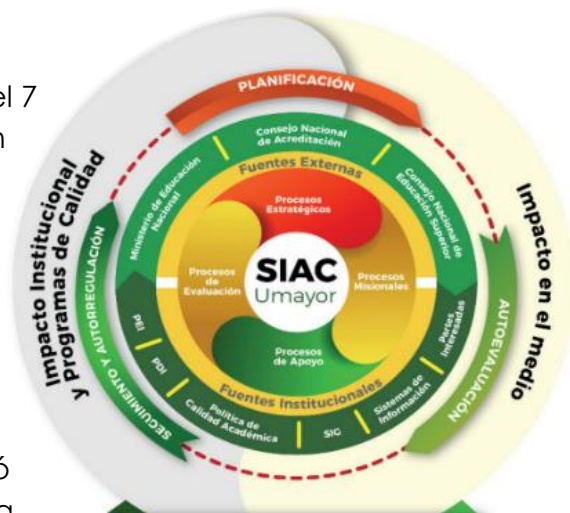 el 7
PLANIFICACIÓN
Consejo Nacional
de Acreditación
Ministerio de Educación
Nacional
Consejo Nacional de
Educación Superior
Fuentes Externas
Procesos
Estratégicos
Procesos
de
Evaluación
SIAC
Umayor
Procesos
Misionales
Procesos
de Apoyo
Fuentes Institucionales
PEI
PDI
Política de
Calidad Académica
SIG
Sistemas de
Información
Partes
Interesadas
SEGUIMIENTO Y AUTORREGULACIÓN
AUTOEVALUACIÓN
Impacto Institucional
y Programas de Calidad
Impacto en el medio